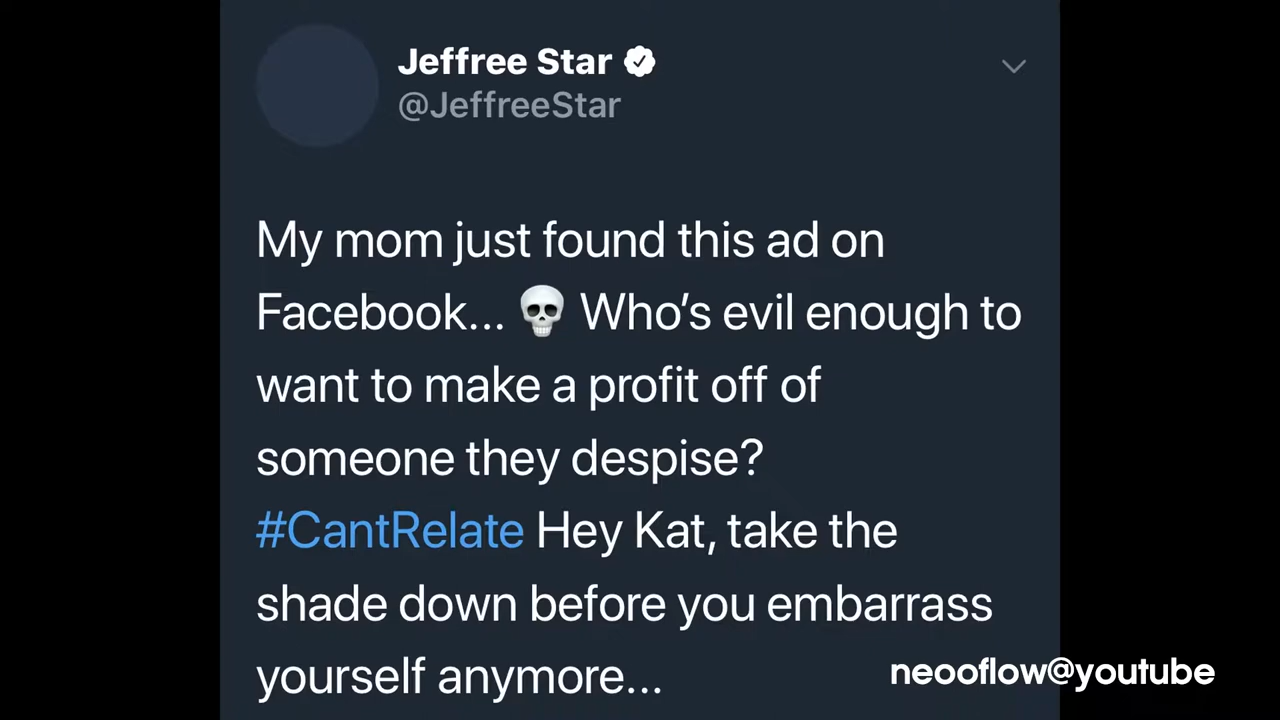 Jeffree Star
@JeffreeStar
My mom just found this ad on
Facebook... 💀 Who's evil enough to
want to make a profit off of
someone they despise?
#CantRelate Hey Kat, take the
shade down before you embarrass
yourself anymore...
neooflow@youtube